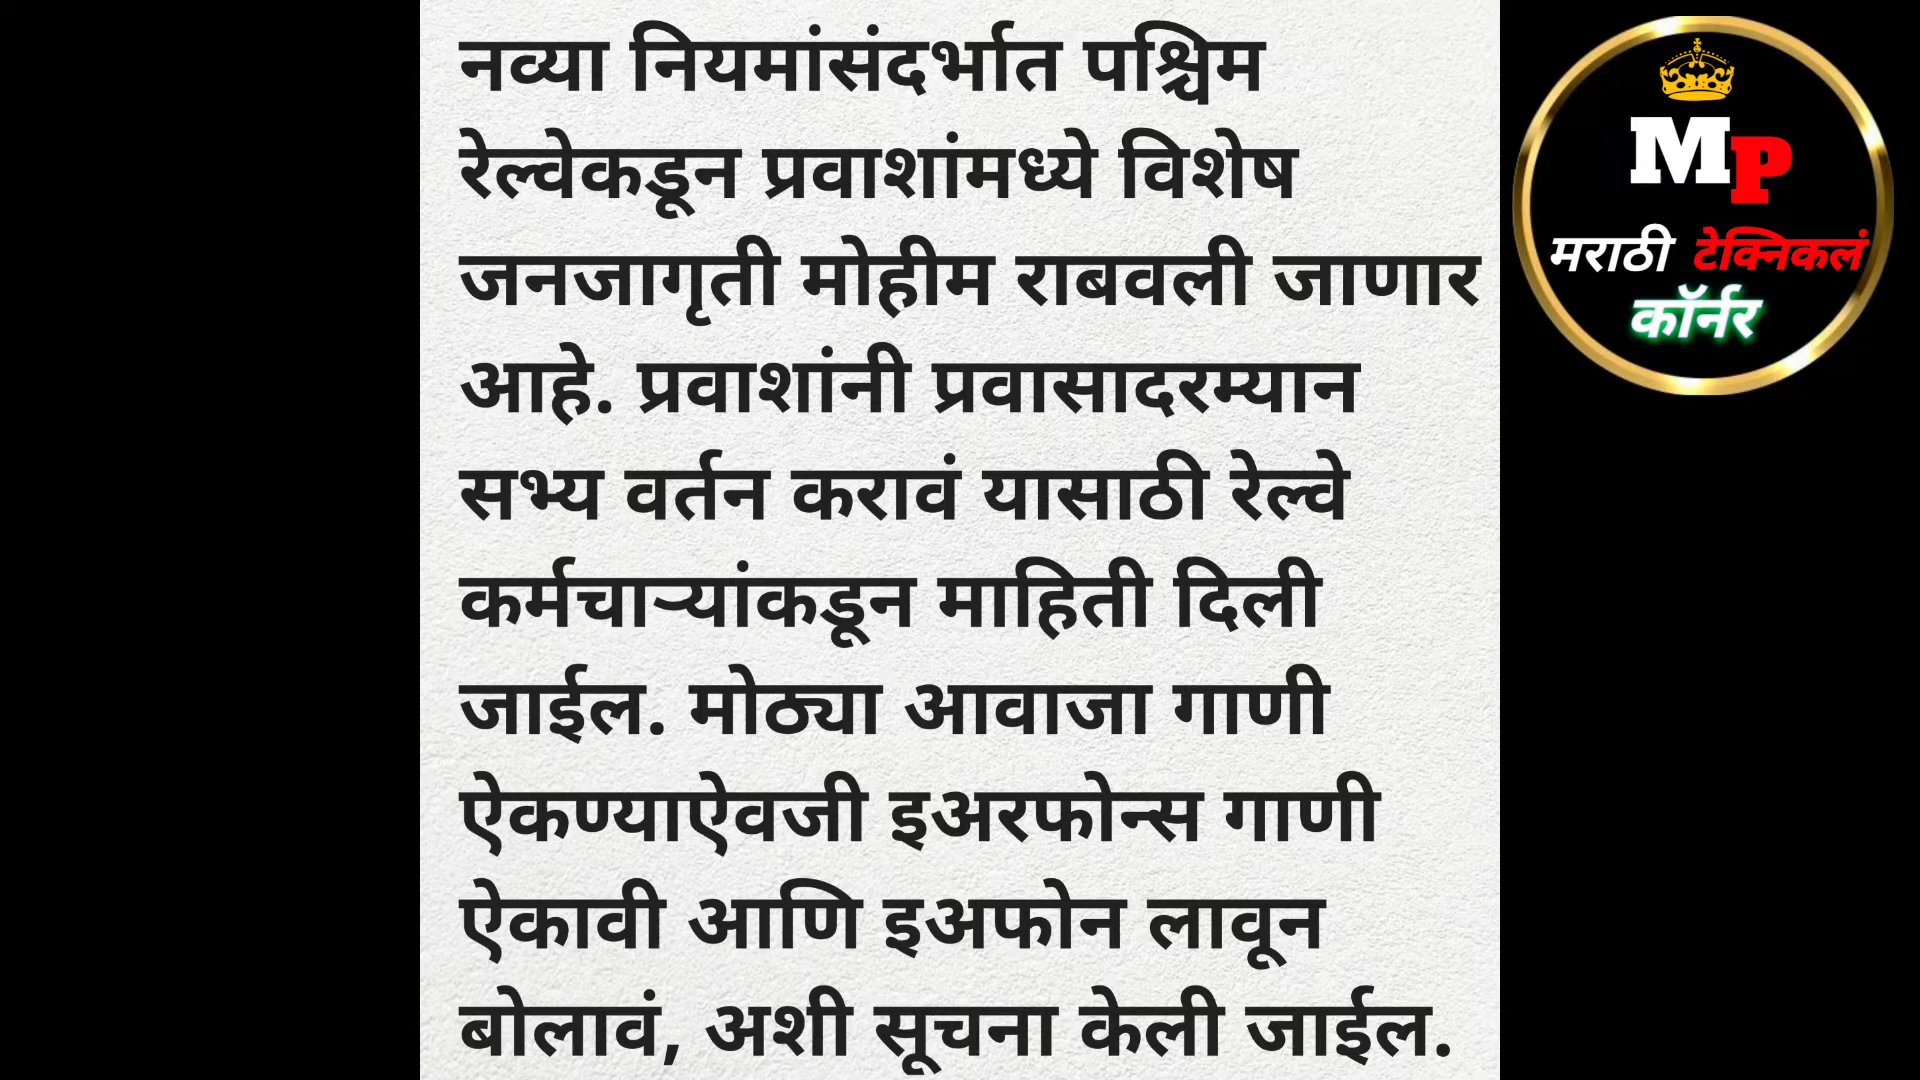 नव्या नियमांसंदर्भात पश्चिम
रेल्वेकडून प्रवाशांमध्ये विशेष
जनजागृती मोहीम राबवली जाणार
आहे. प्रवाशांनी प्रवासादरम्यान
सभ्य वर्तन करावं यासाठी रेल्वे
कर्मचाऱ्यांकडून माहिती दिली
जाईल. मोठ्या आवाजा गाणी
ऐकण्याऐवजी इअरफोन्स गाणी
ऐकावी आणि इअफोन लावून
बोलावं, अशी सूचना केली जाईल.
MP
मराठी टेक्निकलं
कॉर्नर